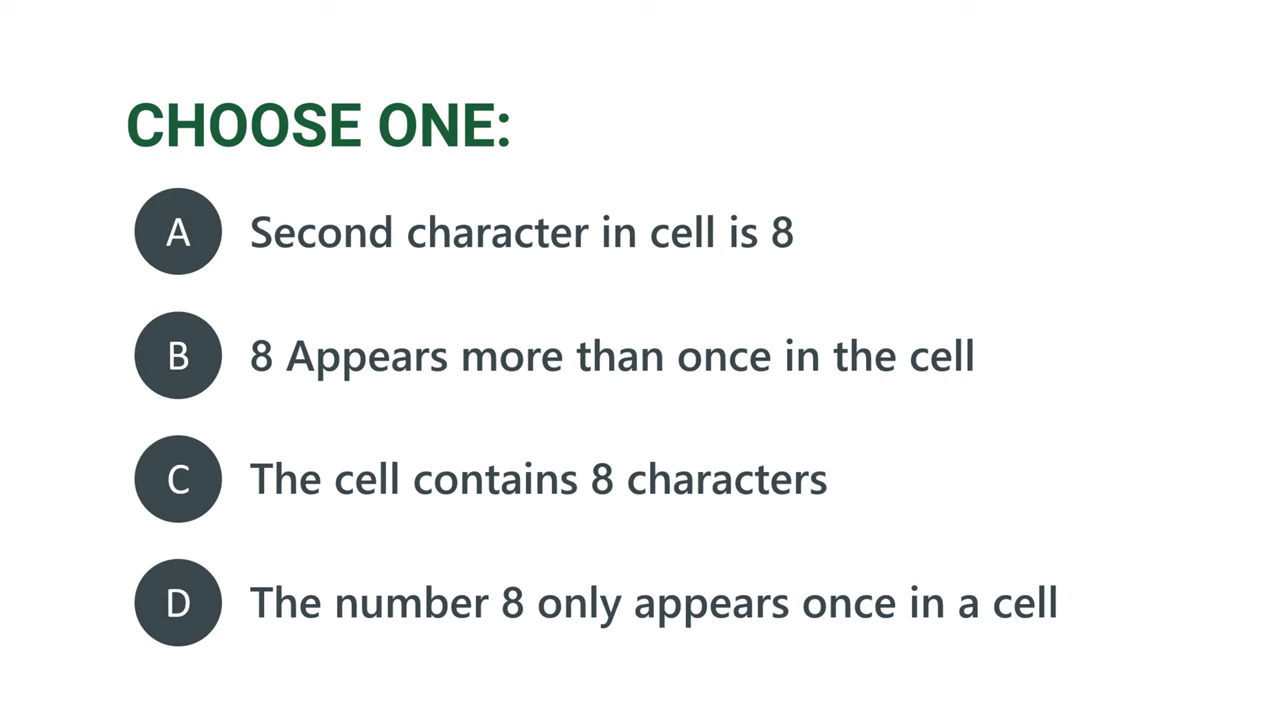 CHOOSE ONE:
A Second character in cell is 8
B 8 Appears more than once in the cell
C The cell contains 8 characters
D The number 8 only appears once in a cell